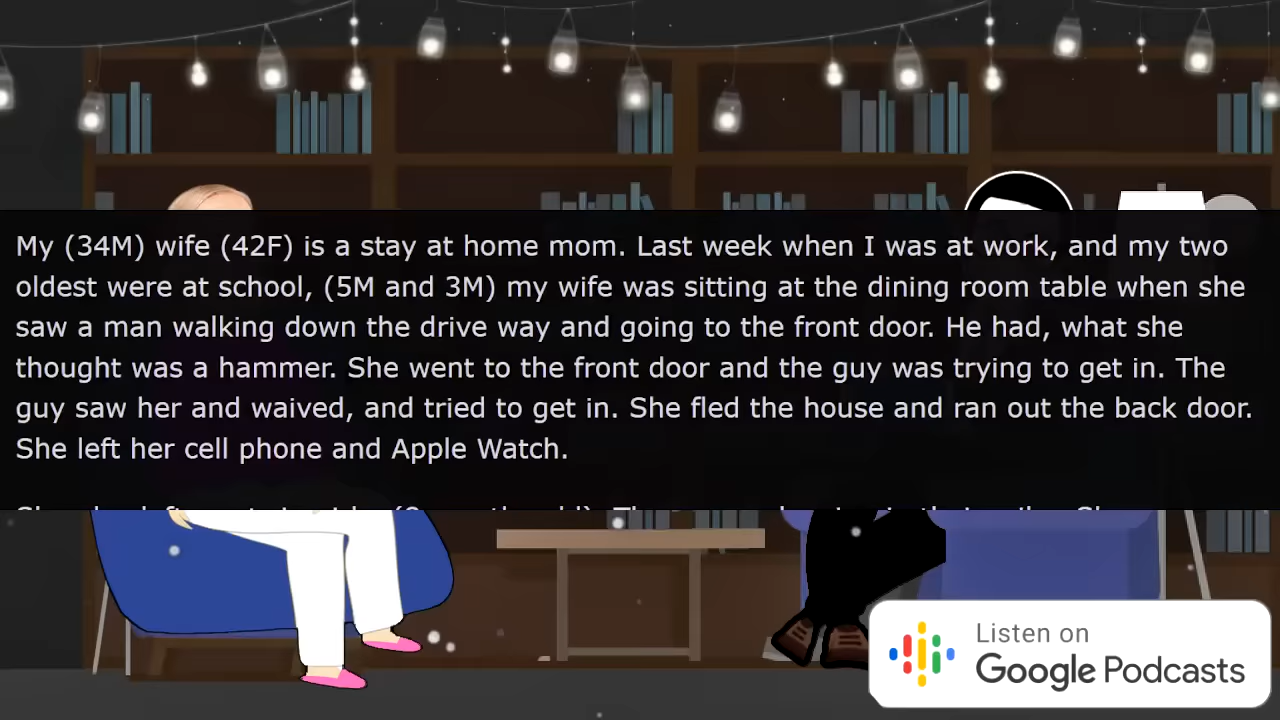 My (34M) wife (42F) is a stay at home mom. Last week when I was at work, and my two
oldest were at school, (5M and 3M) my wife was sitting at the dining room table when she
saw a man walking down the drive way and going to the front door. He had, what she
thought was a hammer. She went to the front door and the guy was trying to get in. The
guy saw her and waived, and tried to get in. She fled the house and ran out the back door.
She left her cell phone and Apple Watch.
Listen on
Google Podcasts